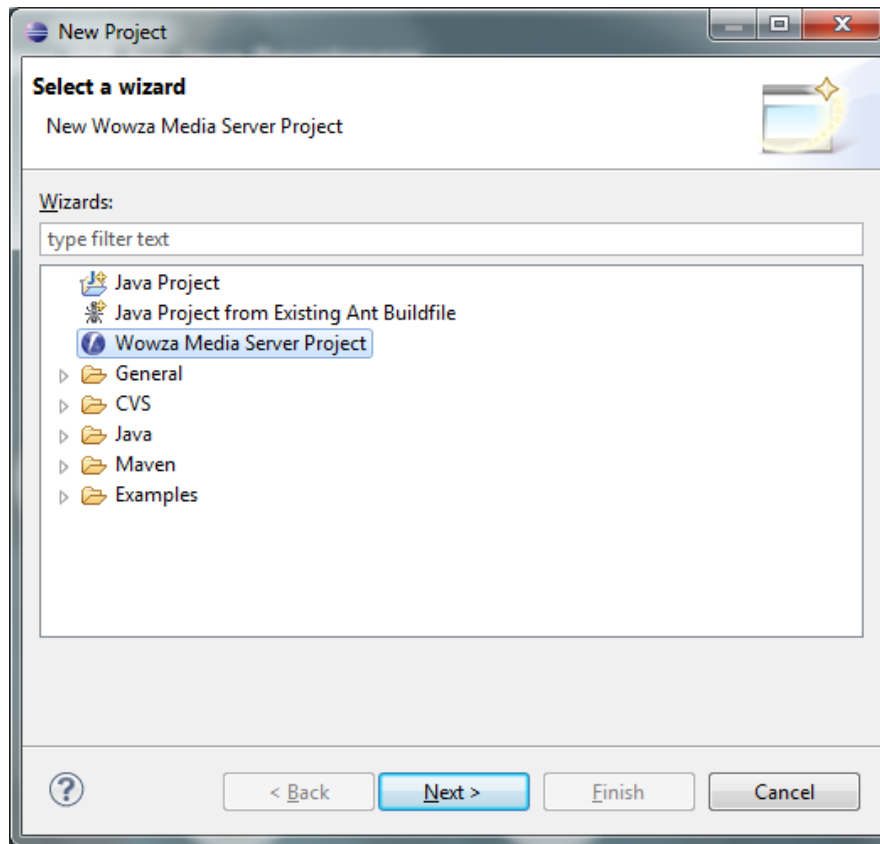 New Project
Select a wizard
New Wowza Media Server Project
Wizards:
type filter text
Java Project
Java Project from Existing Ant Buildfile
Wowza Media Server Project
General
CVS
Java
Maven
Examples
? < Back Next > Finish Cancel